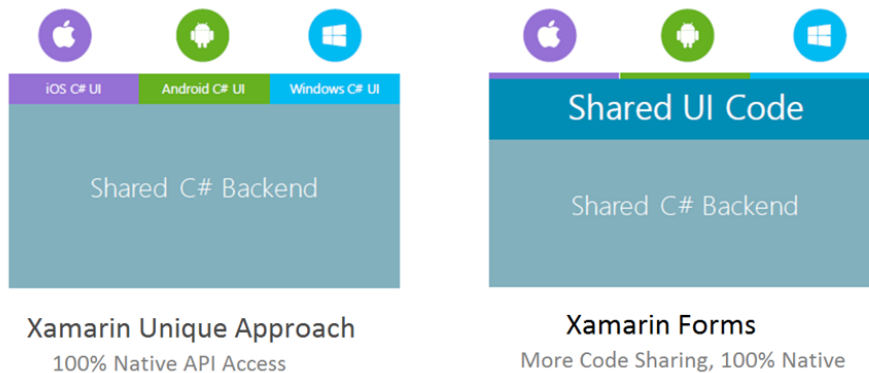 iOS C# UI
Android C# UI
Windows C# UI
Shared C# Backend
Xamarin Unique Approach
100% Native API Access
Shared UI Code
Shared C# Backend
Xamarin Forms
More Code Sharing, 100% Native